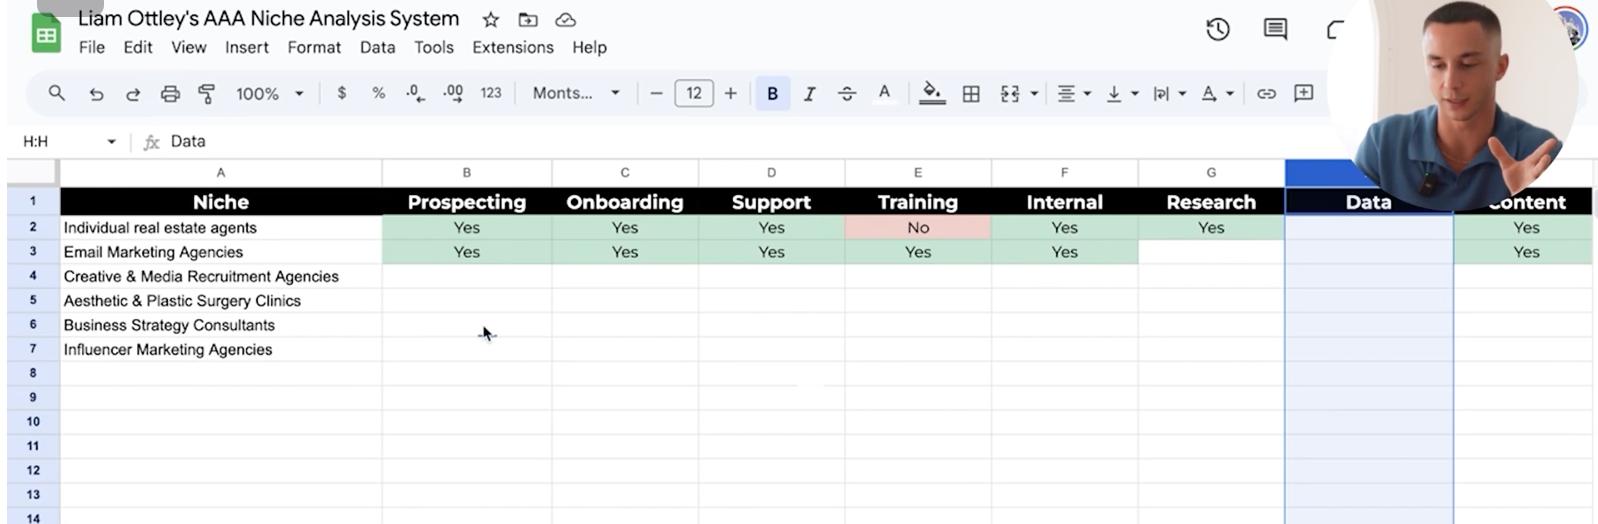 Liam Ottley's AAA Niche Analysis System
File Edit View Insert Format Data Tools Extensions Help
100% $ % .0 .00 123 Monts... 12 B I A
H:H fx Data
A B C D E F G
1 Niche Prospecting Onboarding Support Training Internal Research Data Content
2 Individual real estate agents Yes Yes Yes No Yes Yes Yes
3 Email Marketing Agencies Yes Yes Yes Yes Yes Yes
4 Creative & Media Recruitment Agencies
5 Aesthetic & Plastic Surgery Clinics
6 Business Strategy Consultants
7 Influencer Marketing Agencies
8
9
10
11
12
13
14